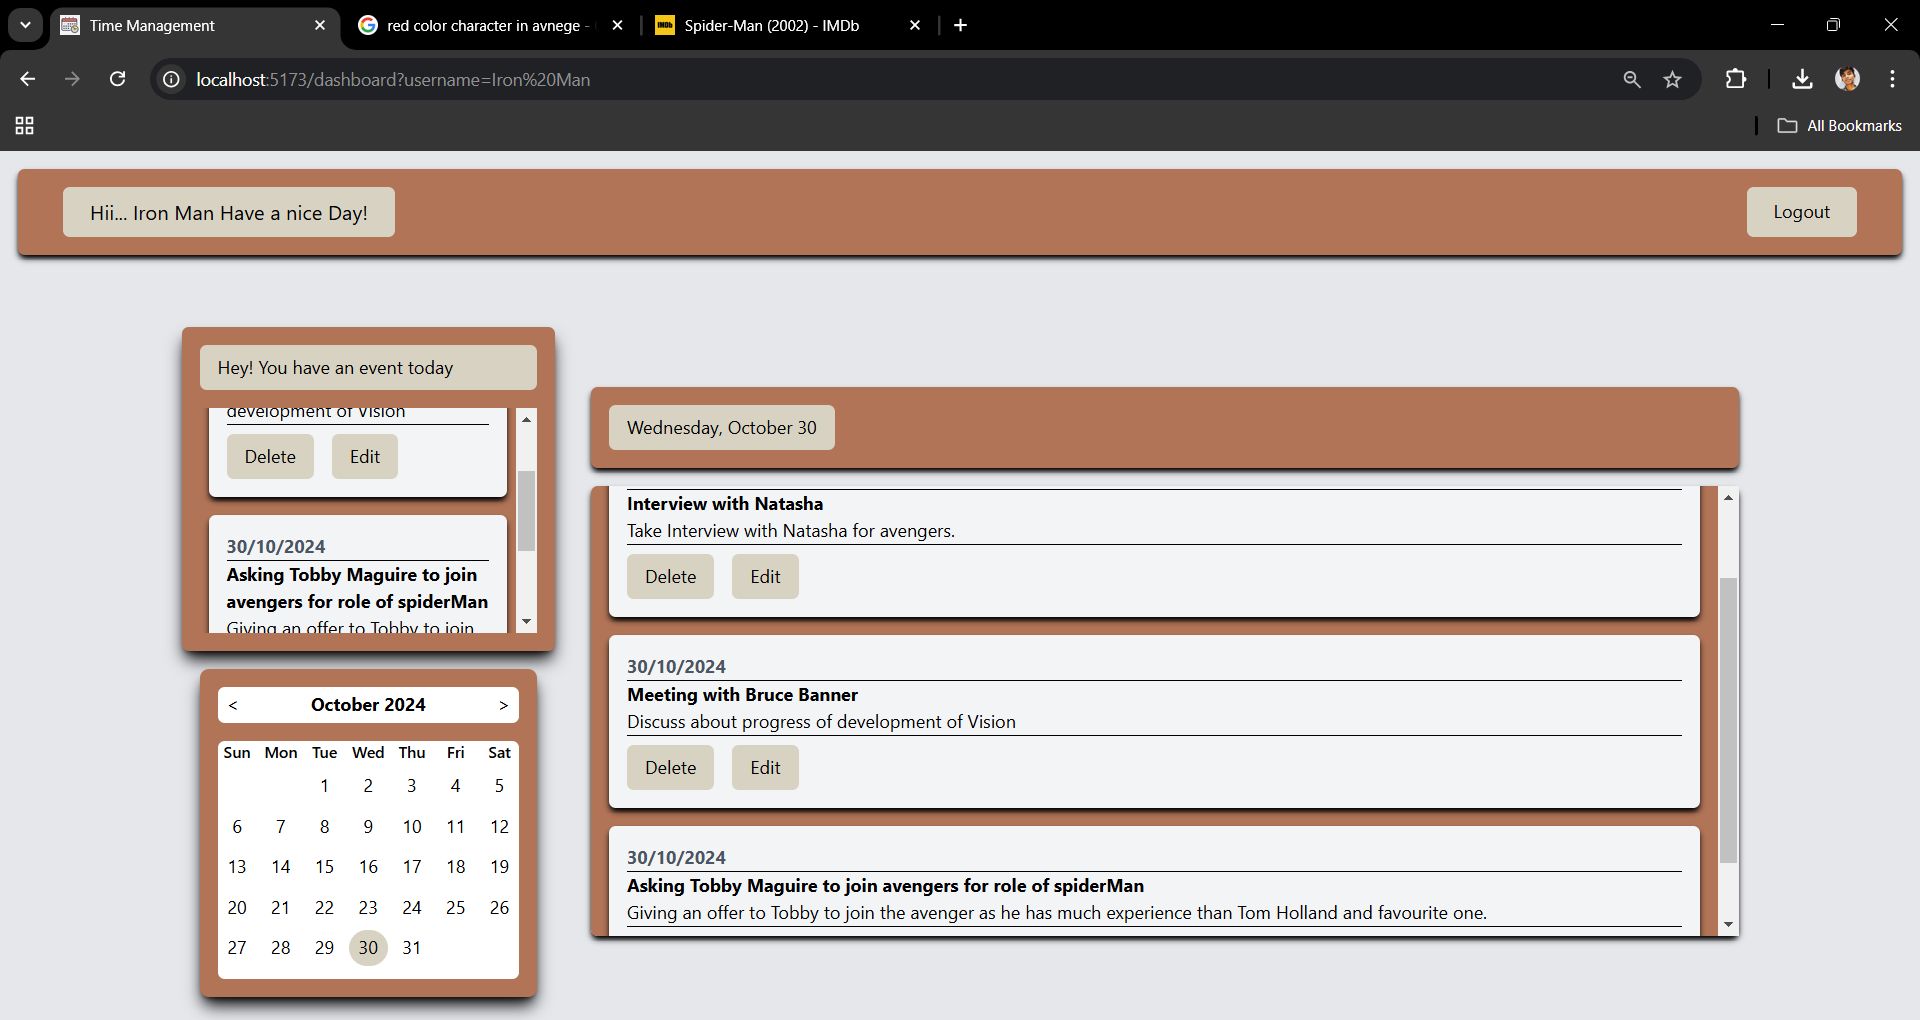 Time Management
red color character in avnege -
Spider-Man (2002) - IMDb
localhost:5173/dashboard?username=Iron%20Man
All Bookmarks
Hii... Iron Man Have a nice Day!
Logout
Hey! You have an event today
development of Vision
Delete Edit
30/10/2024
Asking Tobby Maguire to join
avengers for role of spiderMan
Giving an offer to Tobby to join
< October 2024 >
Sun Mon Tue Wed Thu Fri Sat
1 2 3 4 5
6 7 8 9 10 11 12
13 14 15 16 17 18 19
20 21 22 23 24 25 26
27 28 29 30 31
Wednesday, October 30
Interview with Natasha
Take Interview with Natasha for avengers.
Delete Edit
30/10/2024
Meeting with Bruce Banner
Discuss about progress of development of Vision
Delete Edit
30/10/2024
Asking Tobby Maguire to join avengers for role of spiderMan
Giving an offer to Tobby to join the avenger as he has much experience than Tom Holland and favourite one.